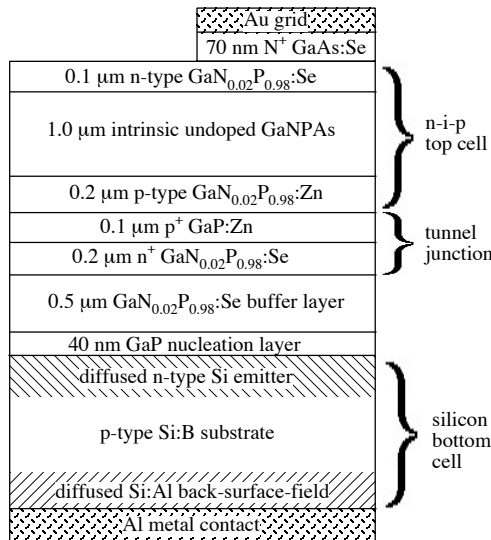 Au grid
70 nm N⁺ GaAs:Se
0.1 μm n-type GaN₀.₀₂P₀.₉₈:Se
1.0 μm intrinsic undoped GaNPAs
0.2 μm p-type GaN₀.₀₂P₀.₉₈:Zn
n-i-p
top cell
0.1 μm p⁺ GaP:Zn
0.2 μm n⁺ GaN₀.₀₂P₀.₉₈:Se
tunnel
junction
0.5 μm GaN₀.₀₂P₀.₉₈:Se buffer layer
40 nm GaP nucleation layer
diffused n-type Si emitter
p-type Si:B substrate
diffused Si:Al back-surface-field
silicon
bottom
cell
Al metal contact